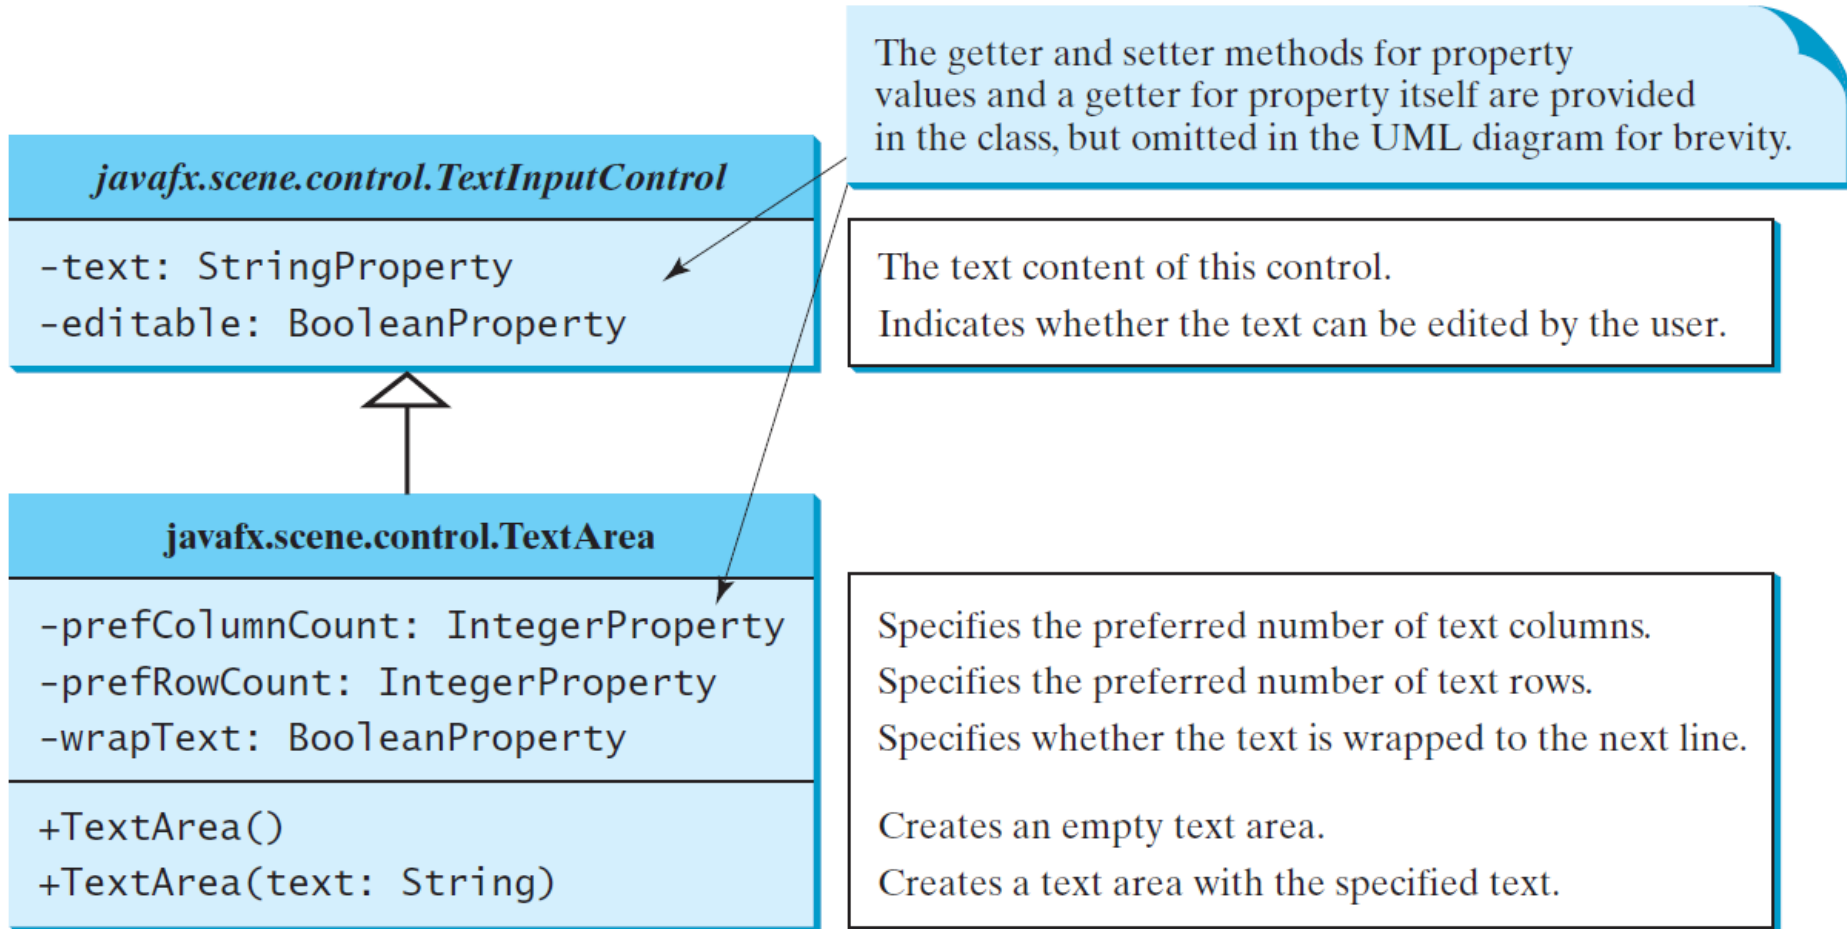 The getter and setter methods for property
values and a getter for property itself are provided
in the class, but omitted in the UML diagram for brevity.
javafx.scene.control.TextInputControl
-text: StringProperty
-editable: BooleanProperty
The text content of this control.
Indicates whether the text can be edited by the user.
javafx.scene.control.TextArea
-prefColumnCount: IntegerProperty
-prefRowCount: IntegerProperty
-wrapText: BooleanProperty
+TextArea()
+TextArea(text: String)
Specifies the preferred number of text columns.
Specifies the preferred number of text rows.
Specifies whether the text is wrapped to the next line.
Creates an empty text area.
Creates a text area with the specified text.